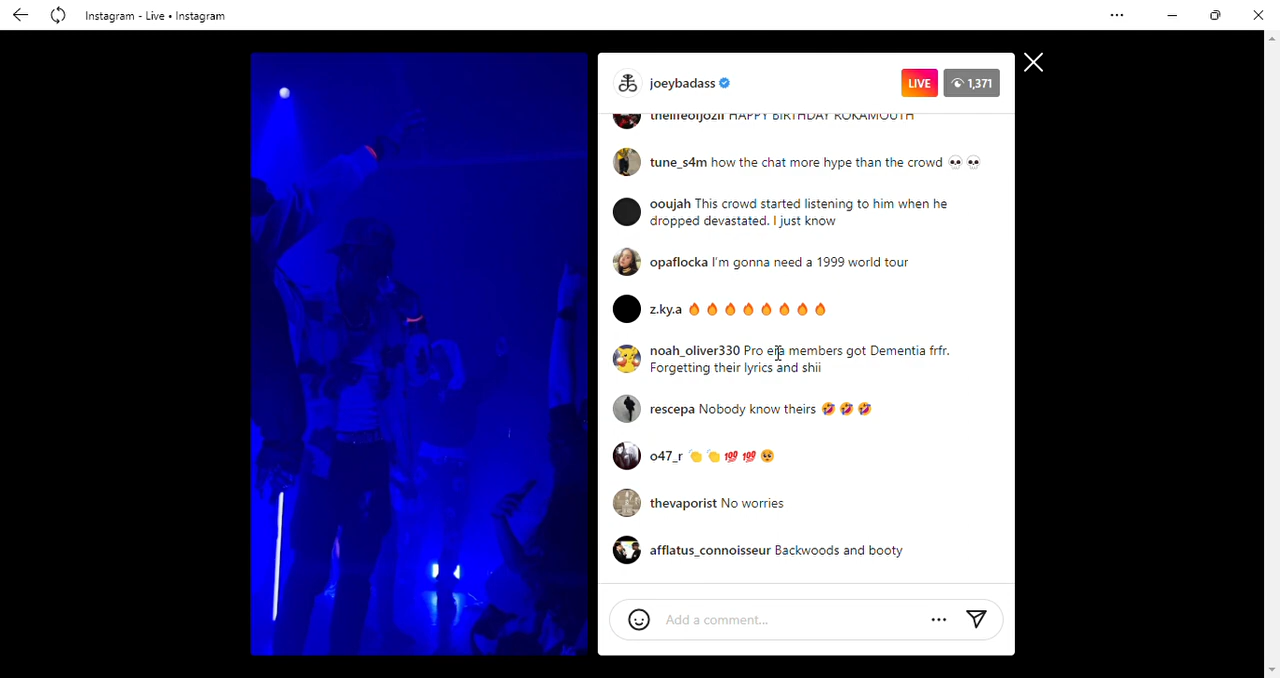 Instagram - Live • Instagram
joeybadass
LIVE
1,371
HAPPY BIRTHDAY ROKAMOUTH
tune_s4m how the chat more hype than the crowd 💀 💀
ooujah This crowd started listening to him when he
dropped devastated. I just know
opaflocka I'm gonna need a 1999 world tour
z.ky.a 🔥 🔥 🔥 🔥 🔥 🔥 🔥 🔥
noah_oliver330 Pro era members got Dementia frfr.
Forgetting their lyrics and shii
rescepa Nobody know theirs 🤣 🤣 🤣
o47_r 👏 👏 💯 💯 🥺
thevaporist No worries
afflatus_connoisseur Backwoods and booty
Add a comment...